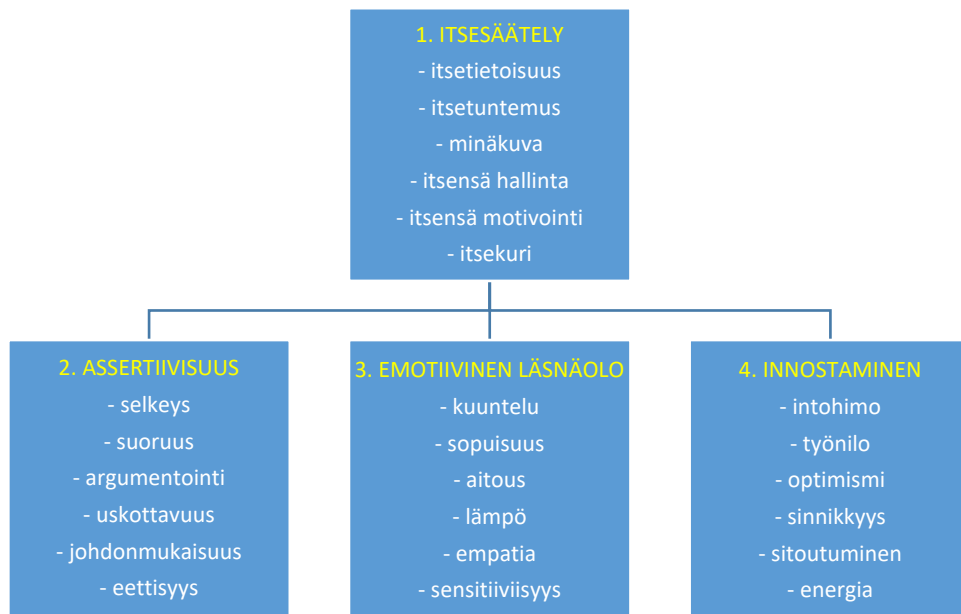 1. ITSESÄÄTELY
- itsetietoisuus
- itsetuntemus
- minäkuva
- itsensä hallinta
- itsensä motivointi
- itsekuri
2. ASSERTIIVISUUS
- selkeys
- suoruus
- argumentointi
- uskottavuus
- johdonmukaisuus
- eettisyys
3. EMOTIIVINEN LÄSNÄOLO
- kuuntelu
- sopuisuus
- aitous
- lämpö
- empatia
- sensitiiviisyys
4. INNOSTAMINEN
- intohimo
- työnilo
- optimismi
- sinnikkyys
- sitoutuminen
- energia